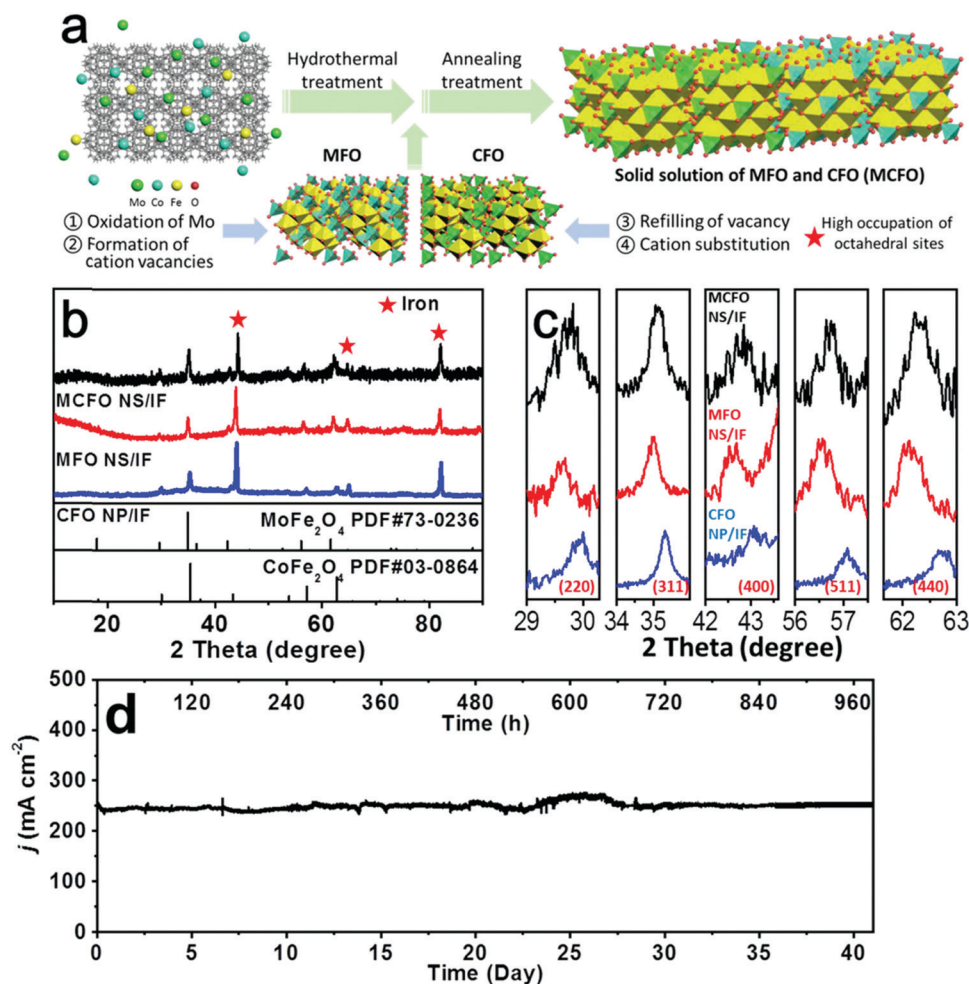 a
Hydrothermal
treatment
Annealing
treatment
MFO
CFO
Solid solution of MFO and CFO (MCFO)
Mo Co Fe O
① Oxidation of Mo
② Formation of
cation vacancies
③ Refilling of vacancy
④ Cation substitution
High occupation of
octahedral sites
b
Iron
MCFO NS/IF
MFO NS/IF
CFO NP/IF
MoFe2O4 PDF#73-0236
CoFe2O4 PDF#03-0864
20 40 60 80
2 Theta (degree)
c
MCFO
NS/IF
MFO
NS/IF
CFO
NP/IF
(220) (311) (400) (511) (440)
29 30 34 35 42 43 56 57 62 63
2 Theta (degree)
d
120 240 360 480 600 720 840 960
Time (h)
j (mA cm-2)
500
400
300
200
100
0
0 5 10 15 20 25 30 35 40
Time (Day)